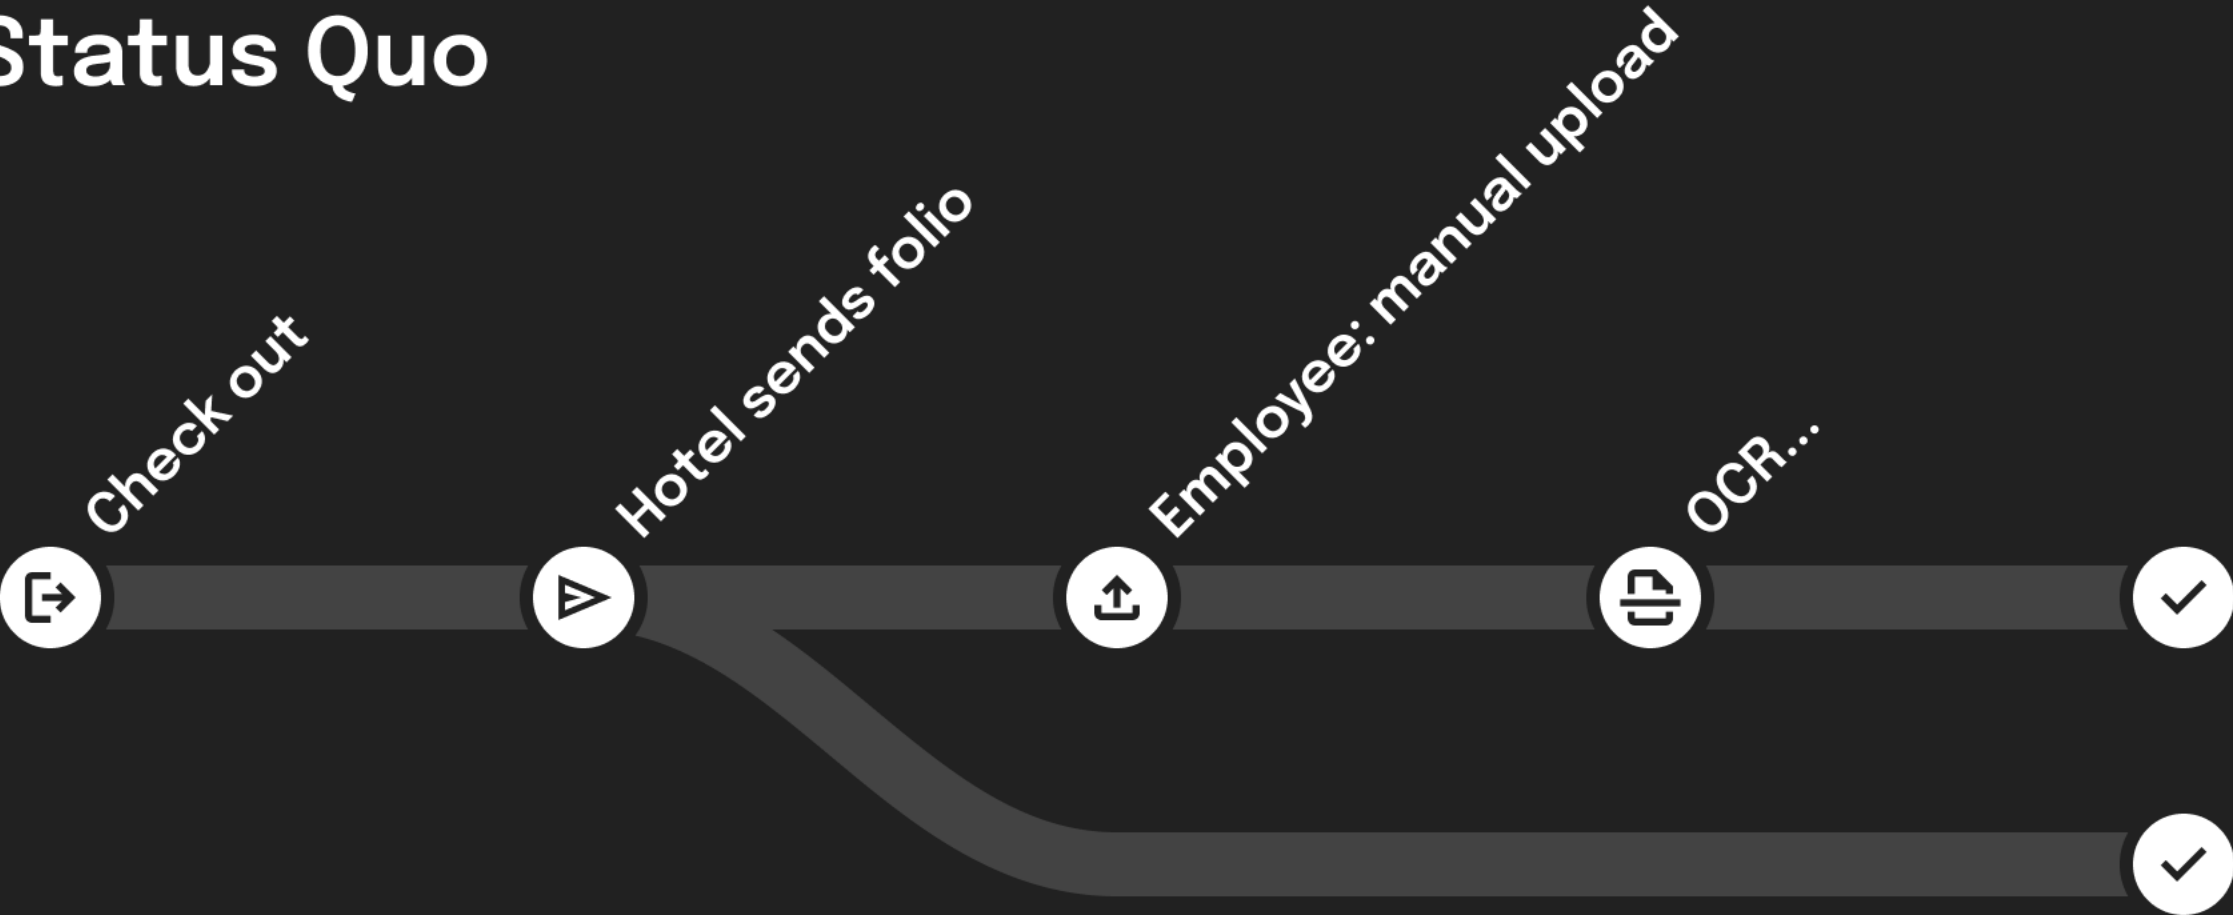 Status Quo
Check out
Hotel sends folio
Employee: manual upload
OCR...